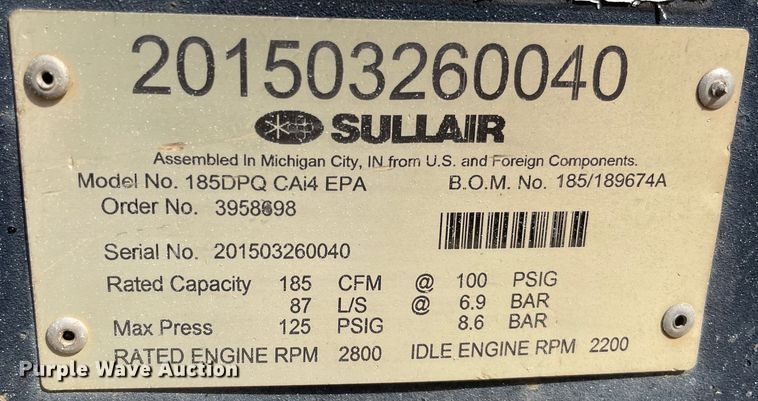 201503260040
SULLAIR
Assembled In Michigan City, IN from U.S. and Foreign Components.
Model No. 185DPQ CAi4 EPA B.O.M. No. 185/189674A
Order No.
Serial No. 201503260040
Rated Capacity 185 CFM @ 100 PSIG
87 L/S @ 6.9 BAR
Max Press 125 PSIG 8.6 BAR
RATED ENGINE RPM 2800 IDLE ENGINE RPM 2200
Purple Wave Auction